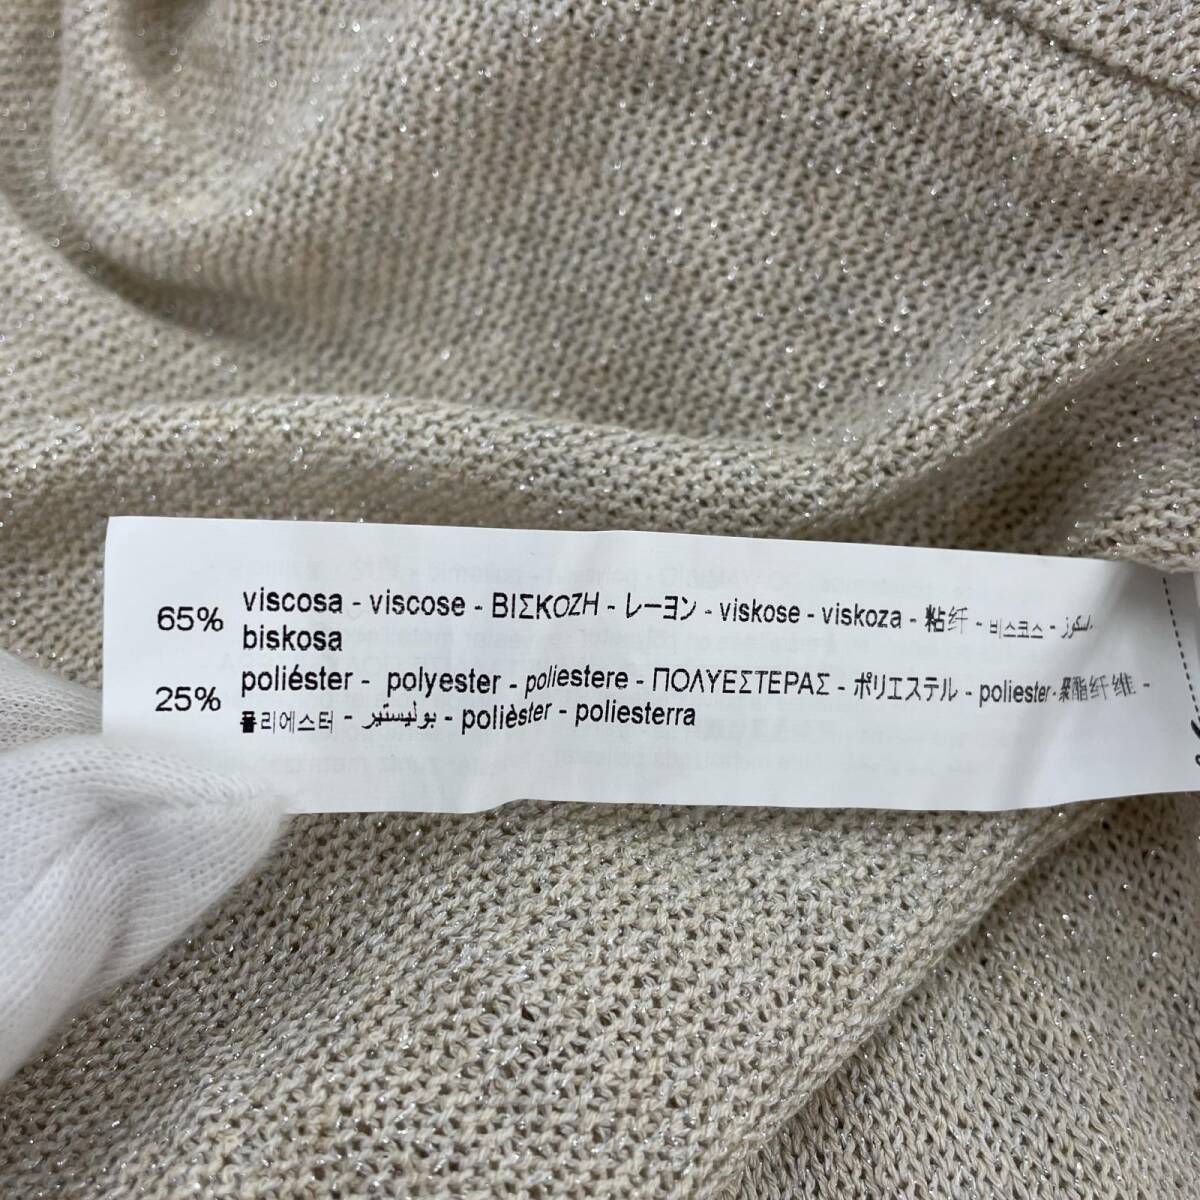 65% viscosa - viscose - ΒΙΣΚΟΖΗ - レーヨン - viskose - viskoza - 粘纤 - 비스코스 -
biskosa
25% poliéster - polyester - poliestere - ΠΟΛΥΕΣΤΕΡΑΣ - ポリエステル - poliester - 聚酯纤维 -
폴리에스터 - بوليستير - polièster - poliesterra